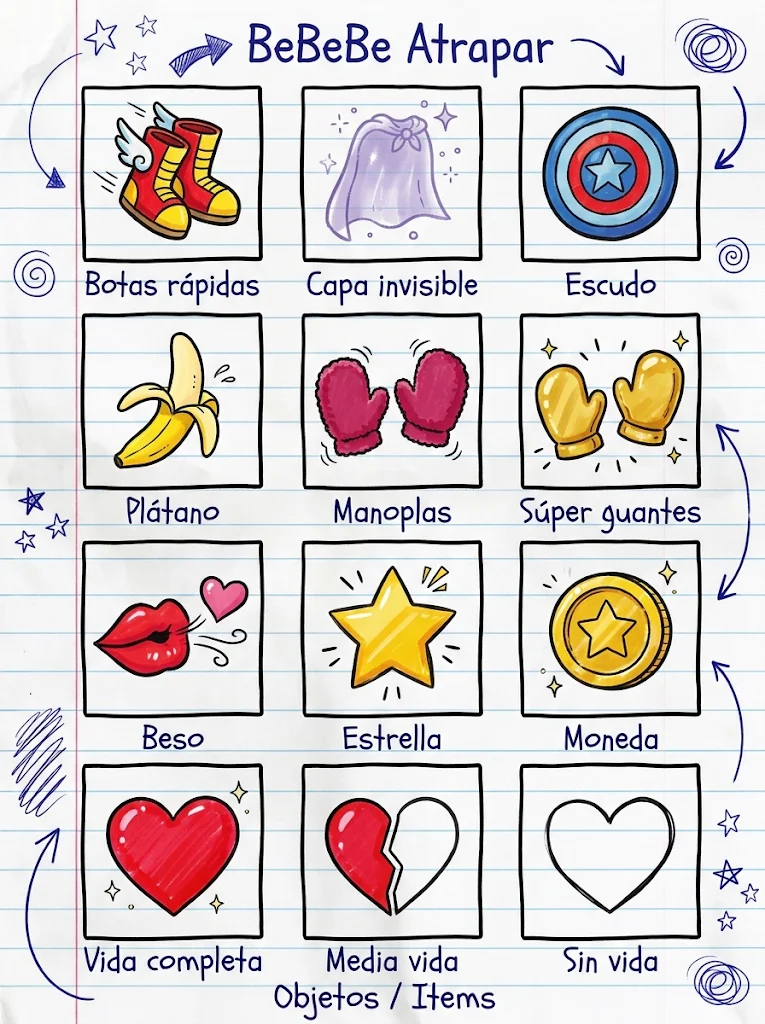 BeBeBe Atrapar
Botas rápidas
Capa invisible
Escudo
Plátano
Manoplas
Súper guantes
Beso
Estrella
Moneda
Vida completa
Media vida
Sin vida
Objetos / Items